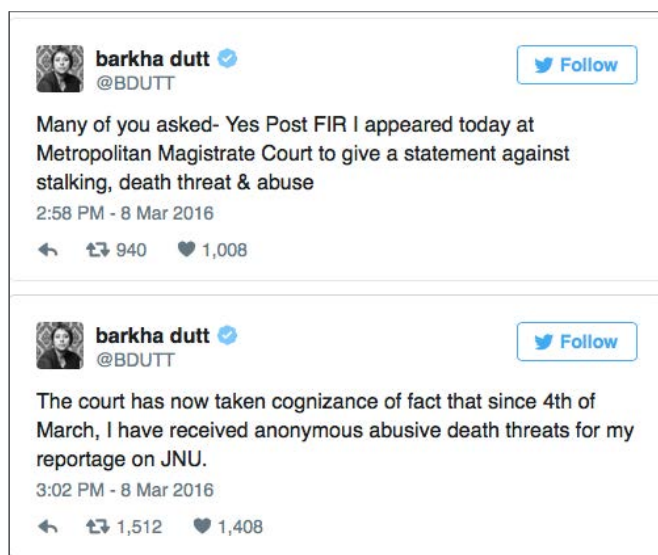 barkha dutt
@BDUTT
Follow
Many of you asked- Yes Post FIR I appeared today at
Metropolitan Magistrate Court to give a statement against
stalking, death threat & abuse
2:58 PM - 8 Mar 2016
940 1,008
barkha dutt
@BDUTT
Follow
The court has now taken cognizance of fact that since 4th of
March, I have received anonymous abusive death threats for my
reportage on JNU.
3:02 PM - 8 Mar 2016
1,512 1,408